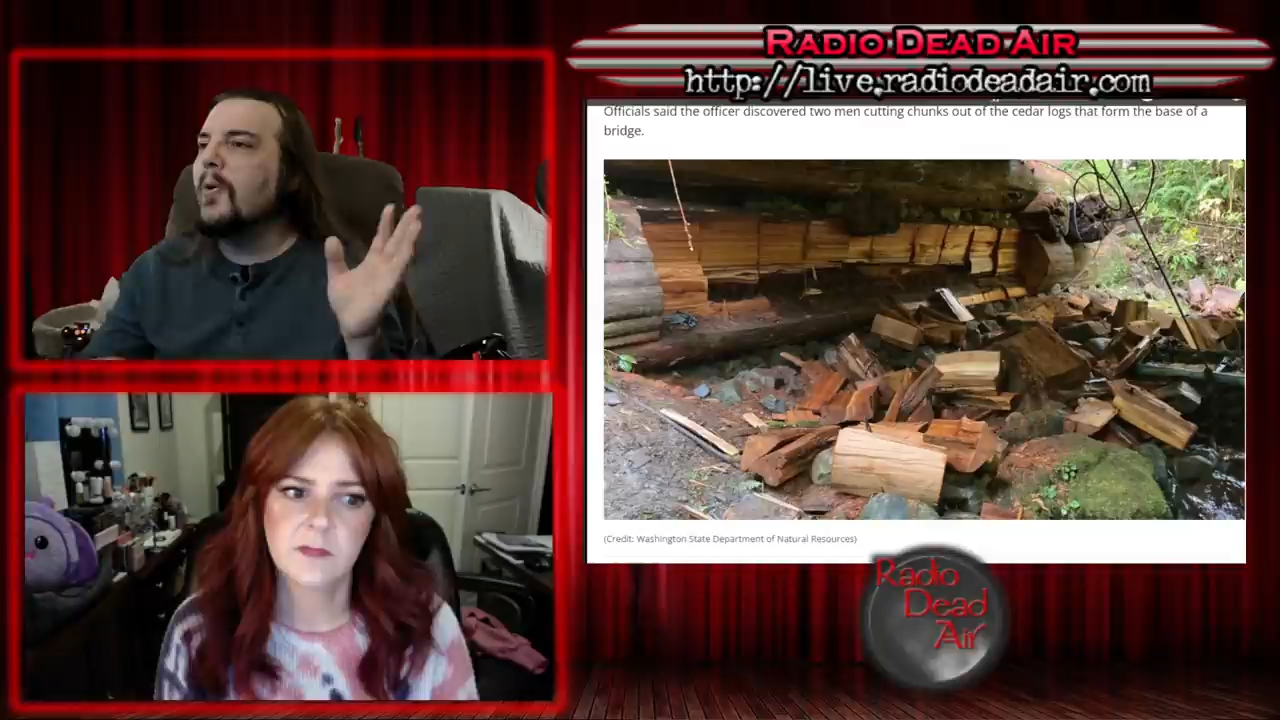 RADIO DEAD AIR
http://live.radiodeadair.com
Officials said the officer discovered two men cutting chunks out of the cedar logs that form the base of a
bridge.
(Credit: Washington State Department of Natural Resources)
Radio
Dead
Air